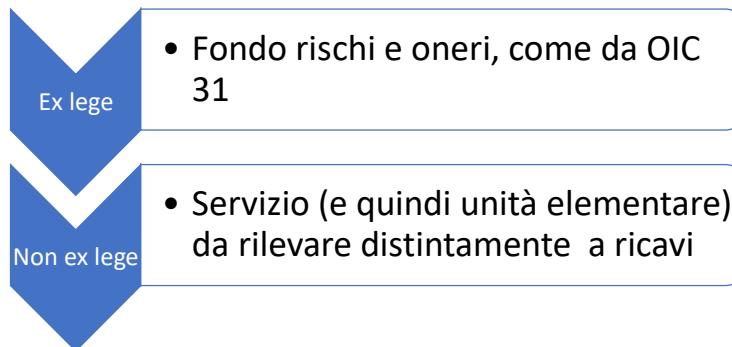 Ex lege
• Fondo rischi e oneri, come da OIC
31
Non ex lege
• Servizio (e quindi unità elementare)
da rilevare distintamente a ricavi